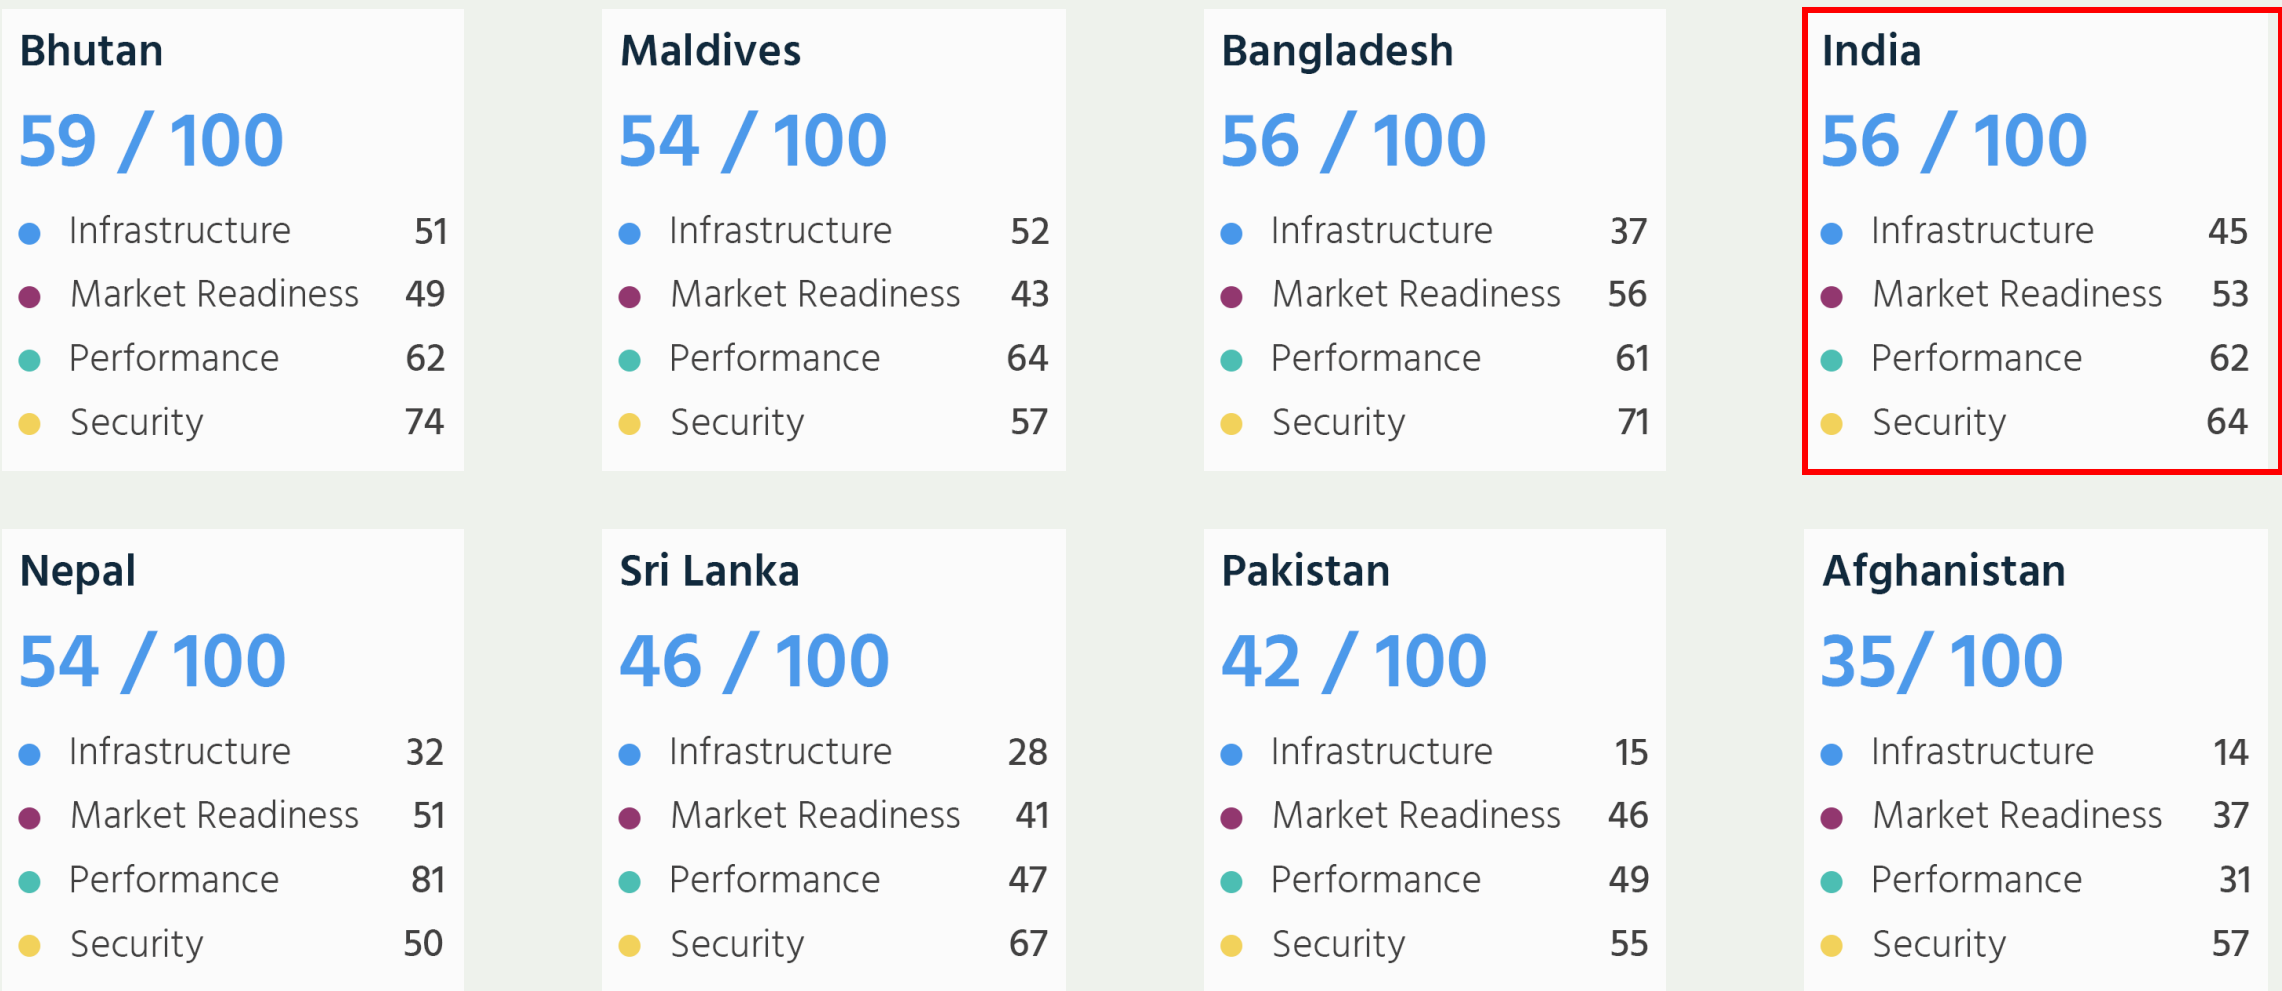 Bhutan
59 / 100
Infrastructure 51
Market Readiness 49
Performance 62
Security 74
Maldives
54 / 100
Infrastructure 52
Market Readiness 43
Performance 64
Security 57
Bangladesh
56 / 100
Infrastructure 37
Market Readiness 56
Performance 61
Security 71
India
56 / 100
Infrastructure 45
Market Readiness 53
Performance 62
Security 64
Nepal
54 / 100
Infrastructure 32
Market Readiness 51
Performance 81
Security 50
Sri Lanka
46 / 100
Infrastructure 28
Market Readiness 41
Performance 47
Security 67
Pakistan
42 / 100
Infrastructure 15
Market Readiness 46
Performance 49
Security 55
Afghanistan
35/ 100
Infrastructure 14
Market Readiness 37
Performance 31
Security 57